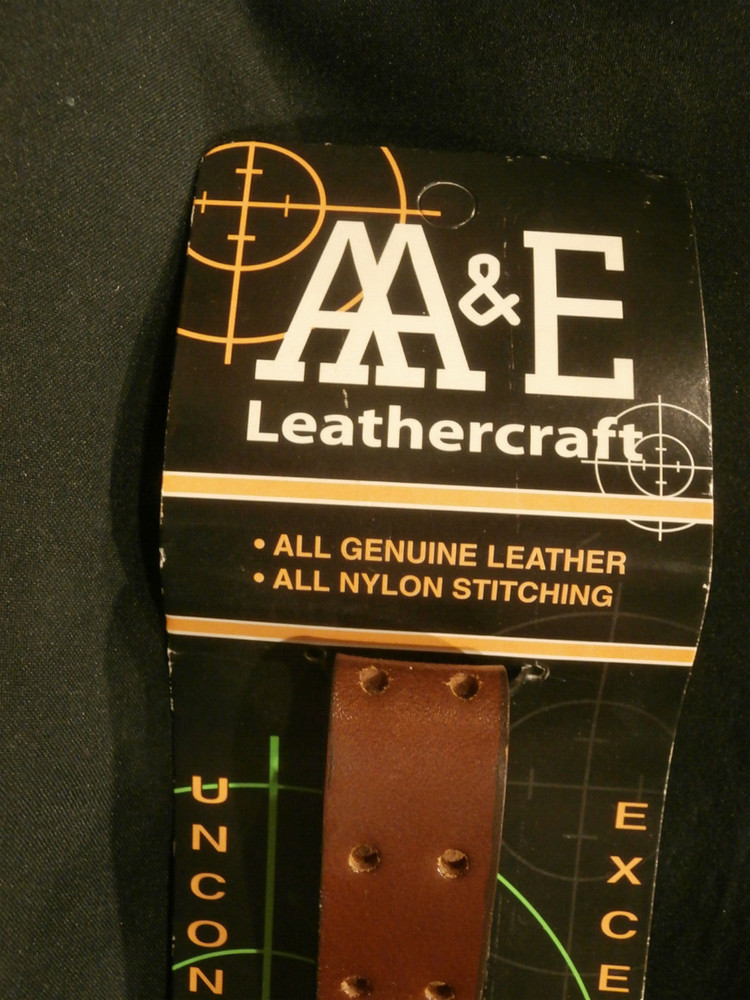 AA&E
Leathercraft
• ALL GENUINE LEATHER
• ALL NYLON STITCHING
UNCON
EXCE